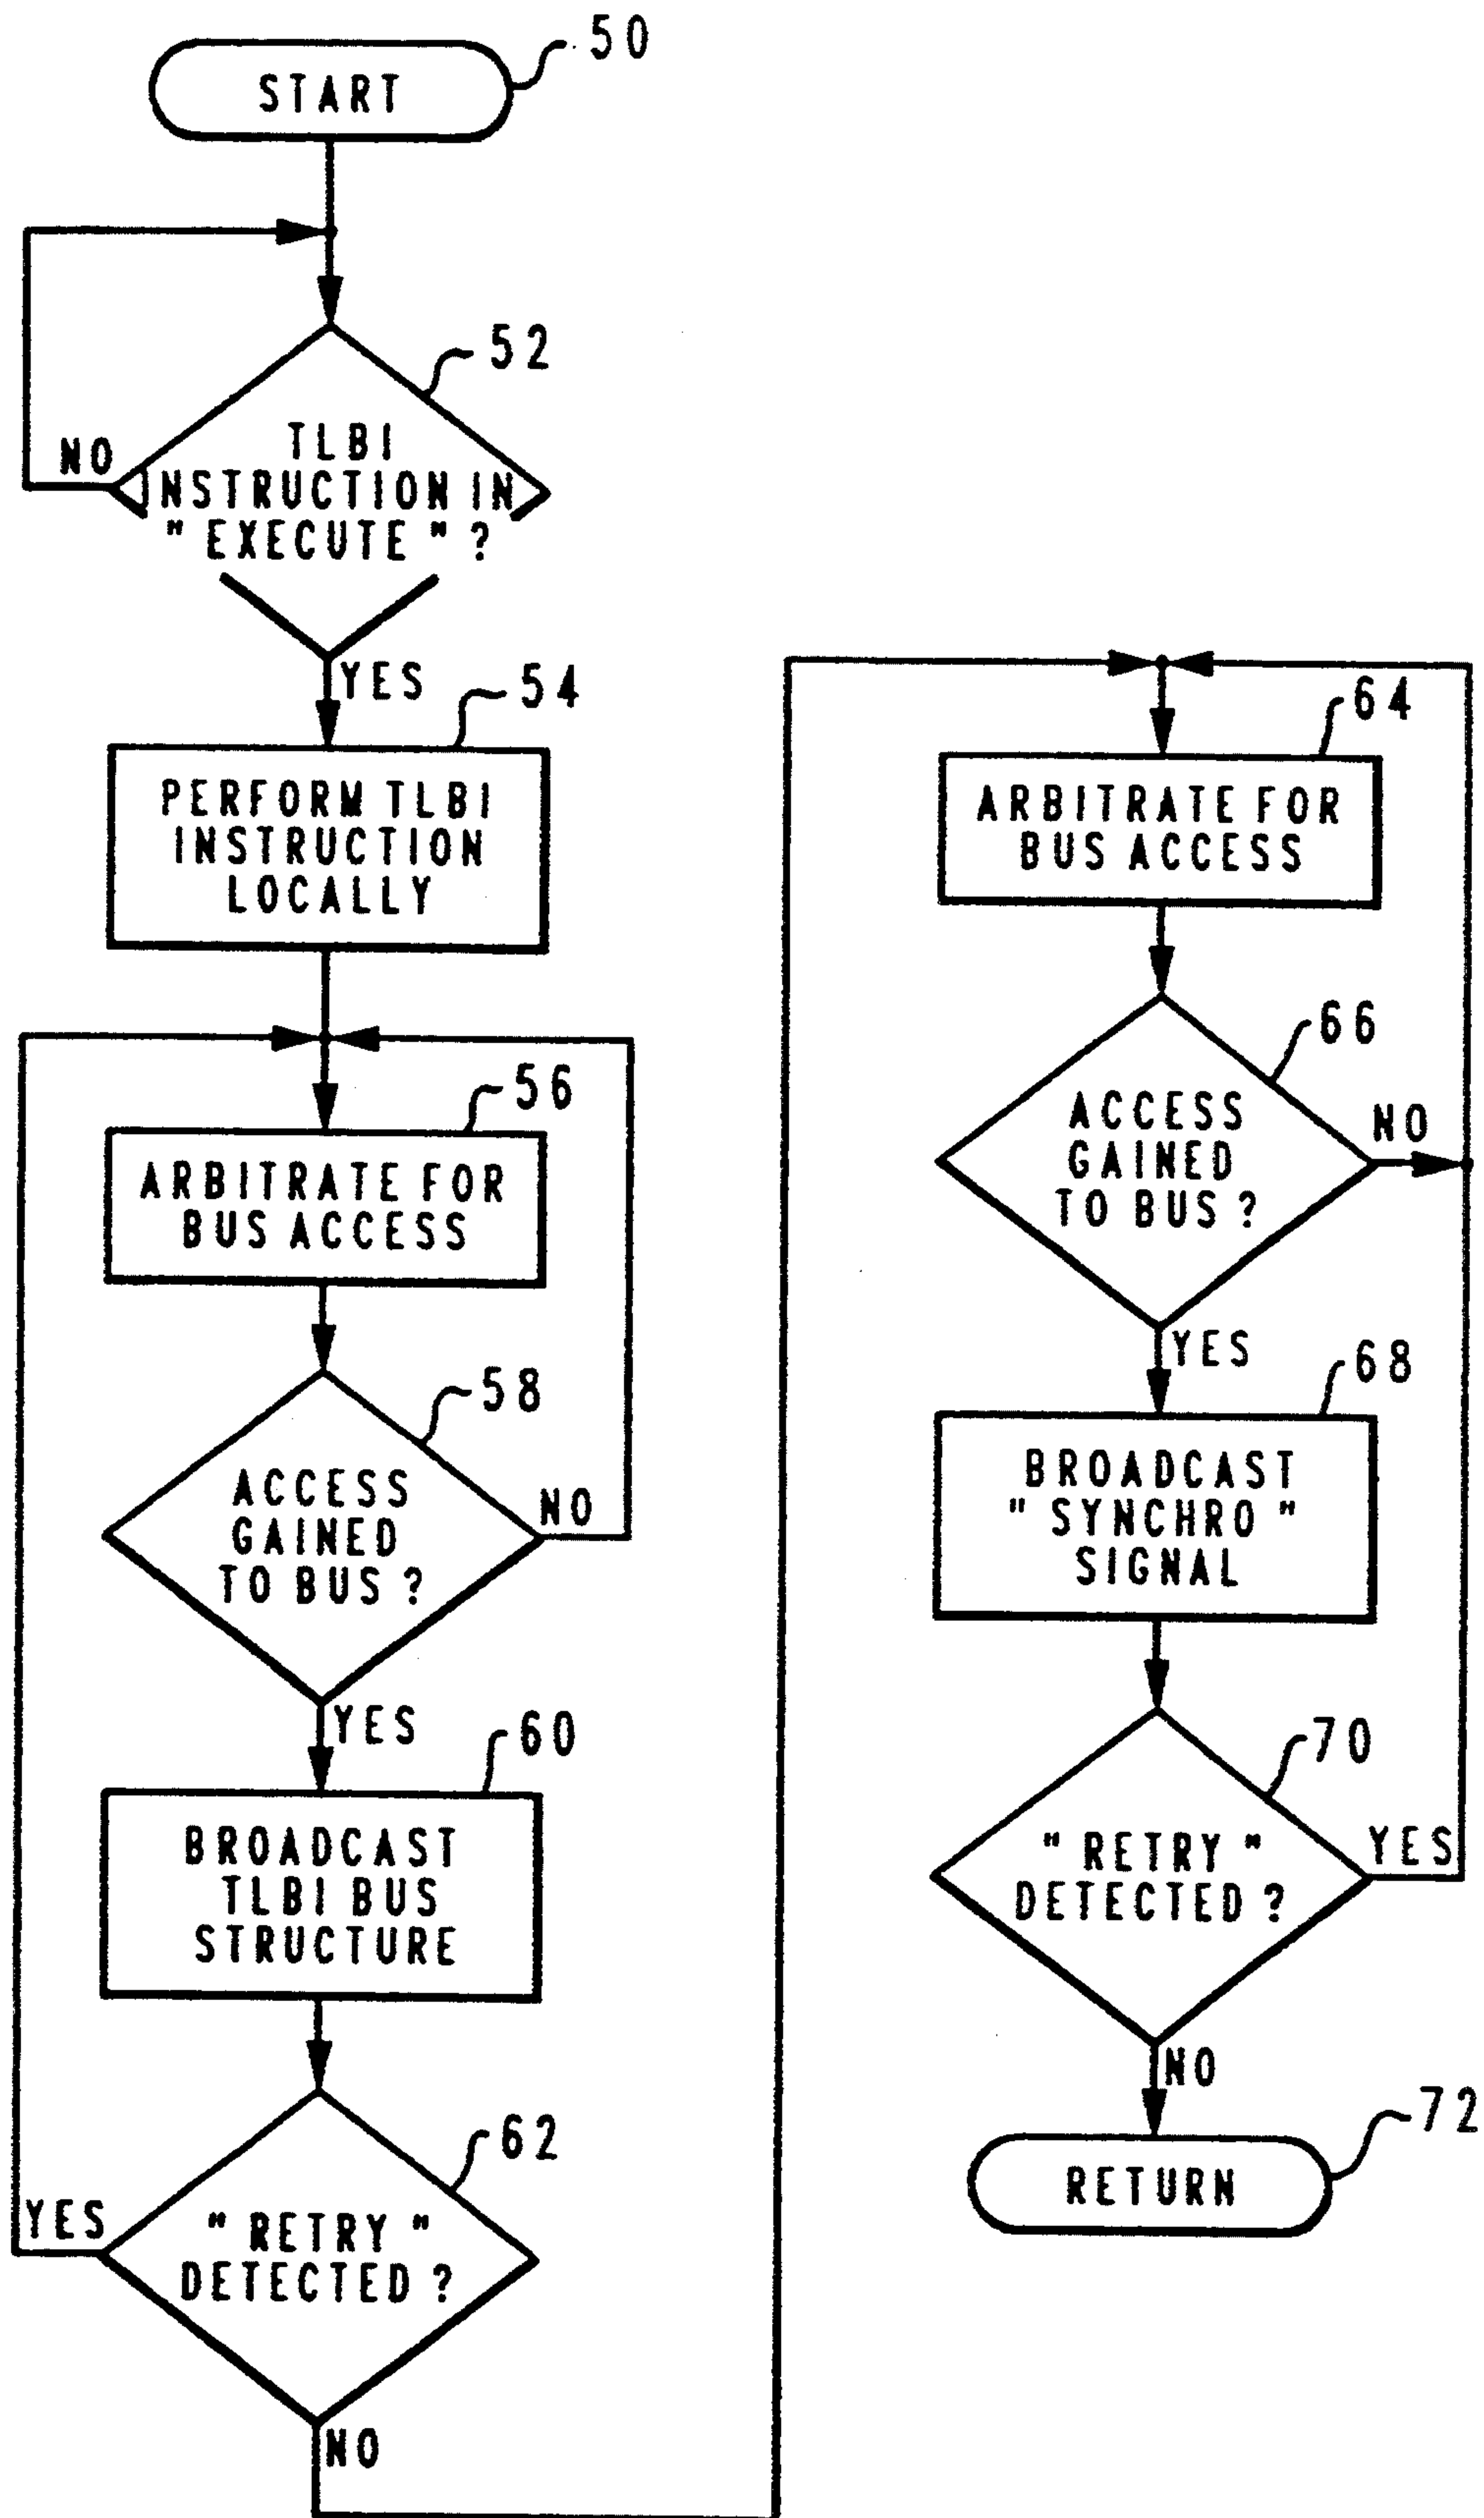 50
START
52
NO
TLBI
INSTRUCTION IN
" EXECUTE " ?
YES
54
PERFORM TLBI
INSTRUCTION
LOCALLY
56
ARBITRATE FOR
BUS ACCESS
58
ACCESS
GAINED
TO BUS ?
NO
YES
60
BROADCAST
TLBI BUS
STRUCTURE
62
YES
" RETRY "
DETECTED ?
NO
64
ARBITRATE FOR
BUS ACCESS
66
ACCESS
GAINED
TO BUS ?
NO
YES
68
BROADCAST
" SYNCHRO "
SIGNAL
70
" RETRY "
DETECTED ?
YES
NO
72
RETURN